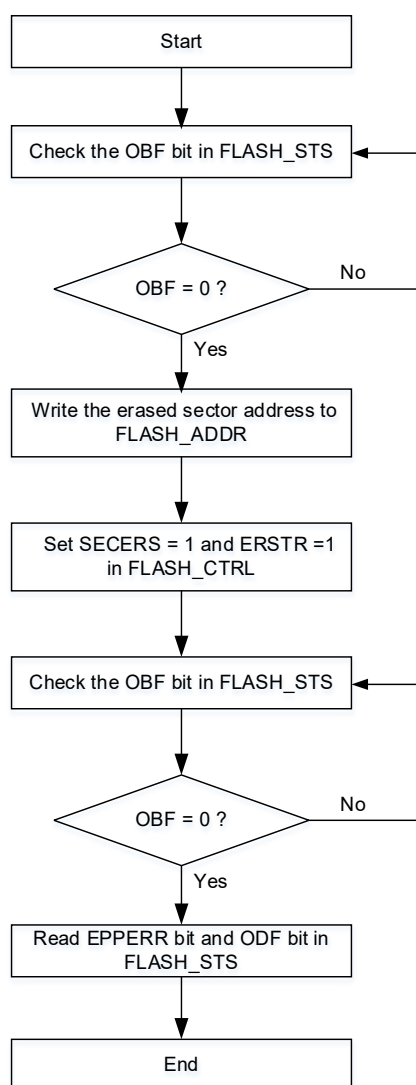 Start
Check the OBF bit in FLASH_STS
OBF = 0 ?
No
Yes
Write the erased sector address to
FLASH_ADDR
Set SECERS = 1 and ERSTR =1
in FLASH_CTRL
Check the OBF bit in FLASH_STS
OBF = 0 ?
No
Yes
Read EPPERR bit and ODF bit in
FLASH_STS
End